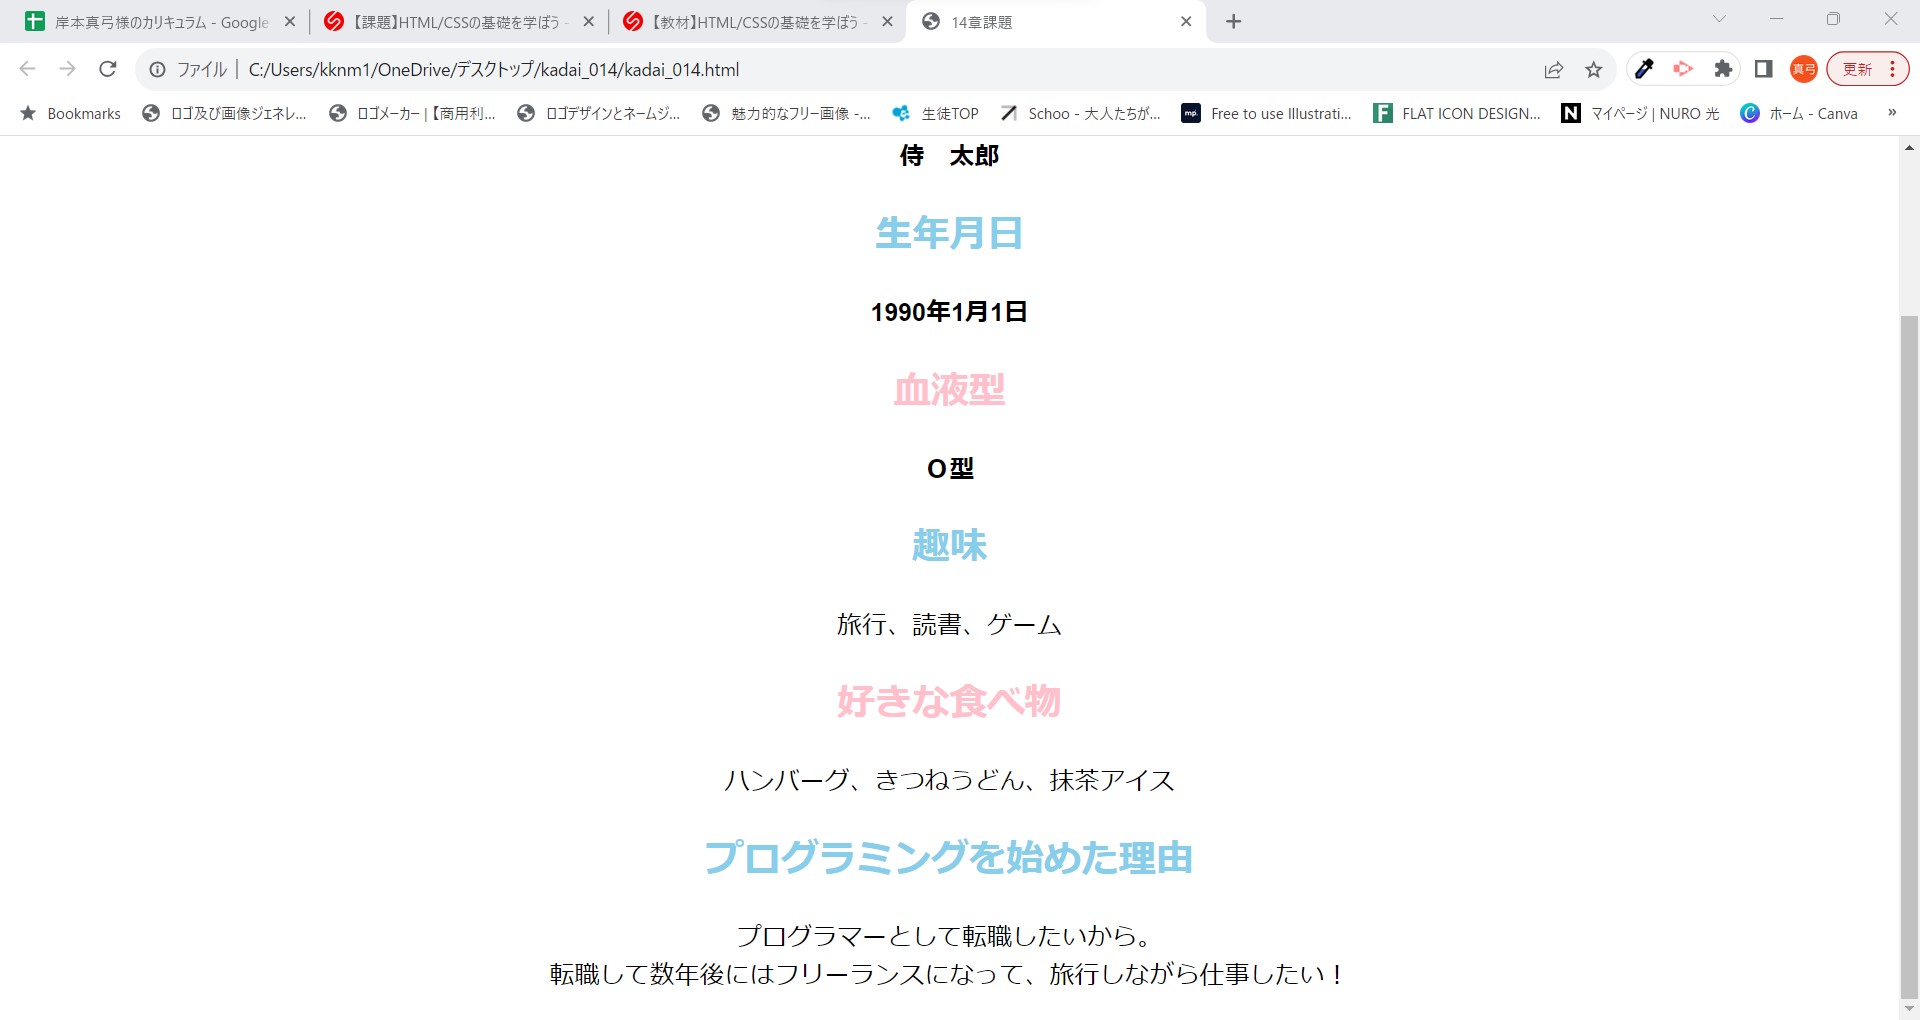 岸本真弓様のカリキュラム - Google
【課題】HTML/CSSの基礎を学ぼう -
【教材】HTML/CSSの基礎を学ぼう -
14章課題
ファイル | C:/Users/kknm1/OneDrive/デスクトップ/kadai_014/kadai_014.html
真弓
更新
Bookmarks
ロゴ及び画像ジェネレ...
ロゴメーカー |【商用利...
ロゴデザインとネームジ...
魅力的なフリー画像 -...
生徒TOP
Schoo - 大人たちが...
mp.
Free to use Illustrati...
F
FLAT ICON DESIGN...
N
マイページ | NURO 光
C
ホーム - Canva
»
侍　太郎
生年月日
1990年1月1日
血液型
O型
趣味
旅行、読書、ゲーム
好きな食べ物
ハンバーグ、きつねうどん、抹茶アイス
プログラミングを始めた理由
プログラマーとして転職したいから。
転職して数年後にはフリーランスになって、旅行しながら仕事したい！